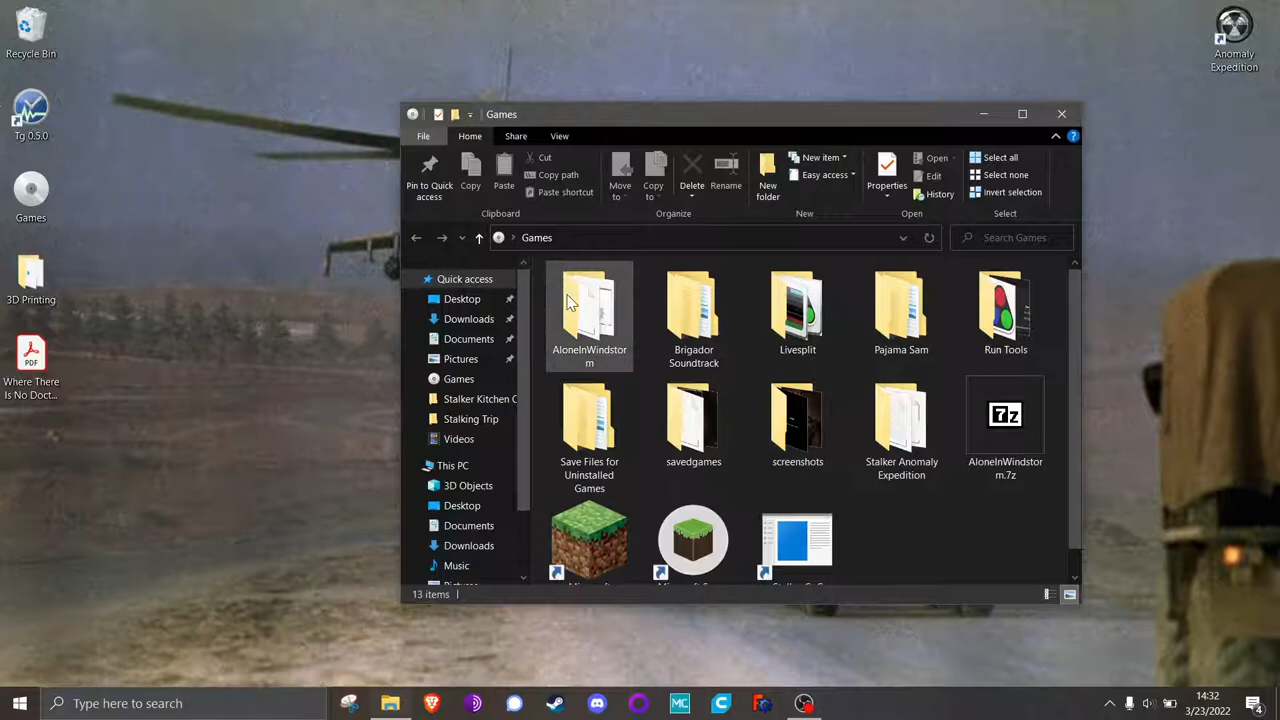 Recycle Bin
Tg 0.5.0
Games
3D Printing
PDF
Where There
Is No Doct...
Anomaly
Expedition
Games
File
Home
Share
View
Pin to Quick
access
Copy
Paste
Cut
Copy path
Paste shortcut
Clipboard
Move
to
Copy
to
Delete
Rename
Organize
New
folder
New item
Easy access
New
Properties
Open
Edit
History
Open
Select all
Select none
Invert selection
Select
Games
Search Games
Quick access
Desktop
Downloads
Documents
Pictures
Games
Stalker Kitchen C
Stalking Trip
Videos
This PC
3D Objects
Desktop
Documents
Downloads
Music
AloneInWindstor
m
Brigador
Soundtrack
Livesplit
Pajama Sam
Run Tools
Save Files for
Uninstalled
Games
savedgames
screenshots
Stalker Anomaly
Expedition
7z
AloneInWindstor
m.7z
13 items
Type here to search
MC
14:32
3/23/2022
4